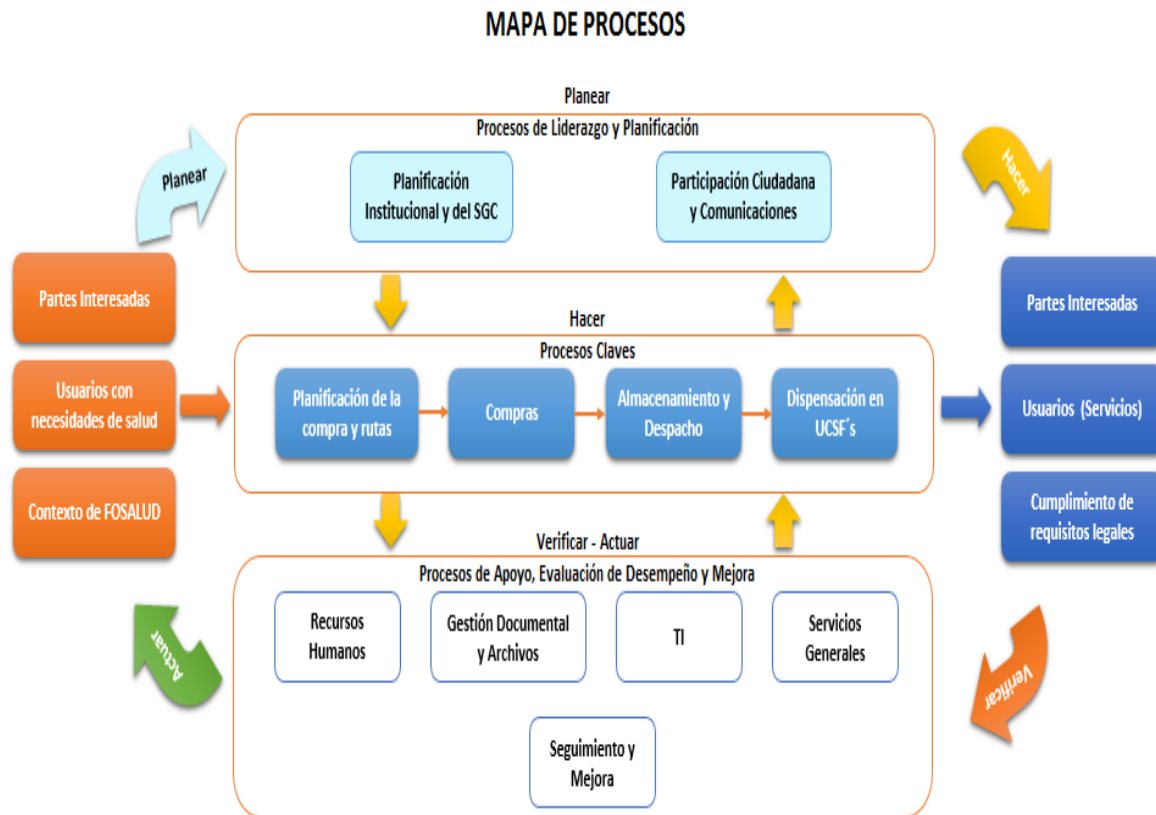 MAPA DE PROCESOS
Planear
Procesos de Liderazgo y Planificación
Planear
Planificación
Institucional y del SGC
Participación Ciudadana
y Comunicaciones
Hacer
Partes Interesadas
Usuarios con
necesidades de salud
Contexto de FOSALUD
Hacer
Procesos Claves
Planificación de la
compra y rutas
Compras
Almacenamiento y
Despacho
Dispensación en
UCSF´s
Partes Interesadas
Usuarios (Servicios)
Cumplimiento de
requisitos legales
Verificar - Actuar
Procesos de Apoyo, Evaluación de Desempeño y Mejora
Recursos
Humanos
Gestión Documental
y Archivos
TI
Servicios
Generales
Seguimiento y
Mejora
Actuar
Verificar